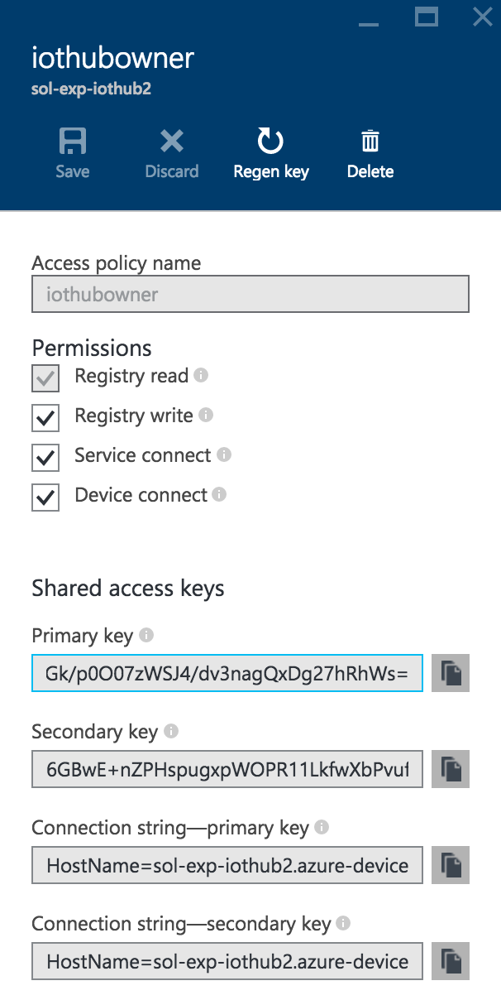 iothubowner
sol-exp-iothub2
Save Discard Regen key Delete
Access policy name
iothubowner
Permissions
Registry read
Registry write
Service connect
Device connect
Shared access keys
Primary key
Gk/p0O07zWSJ4/dv3nagQxDg27hRhWs=
Secondary key
6GBwE+nZPHspugxpWOPR11LkfwXbPvuf
Connection string—primary key
HostName=sol-exp-iothub2.azure-device
Connection string—secondary key
HostName=sol-exp-iothub2.azure-device